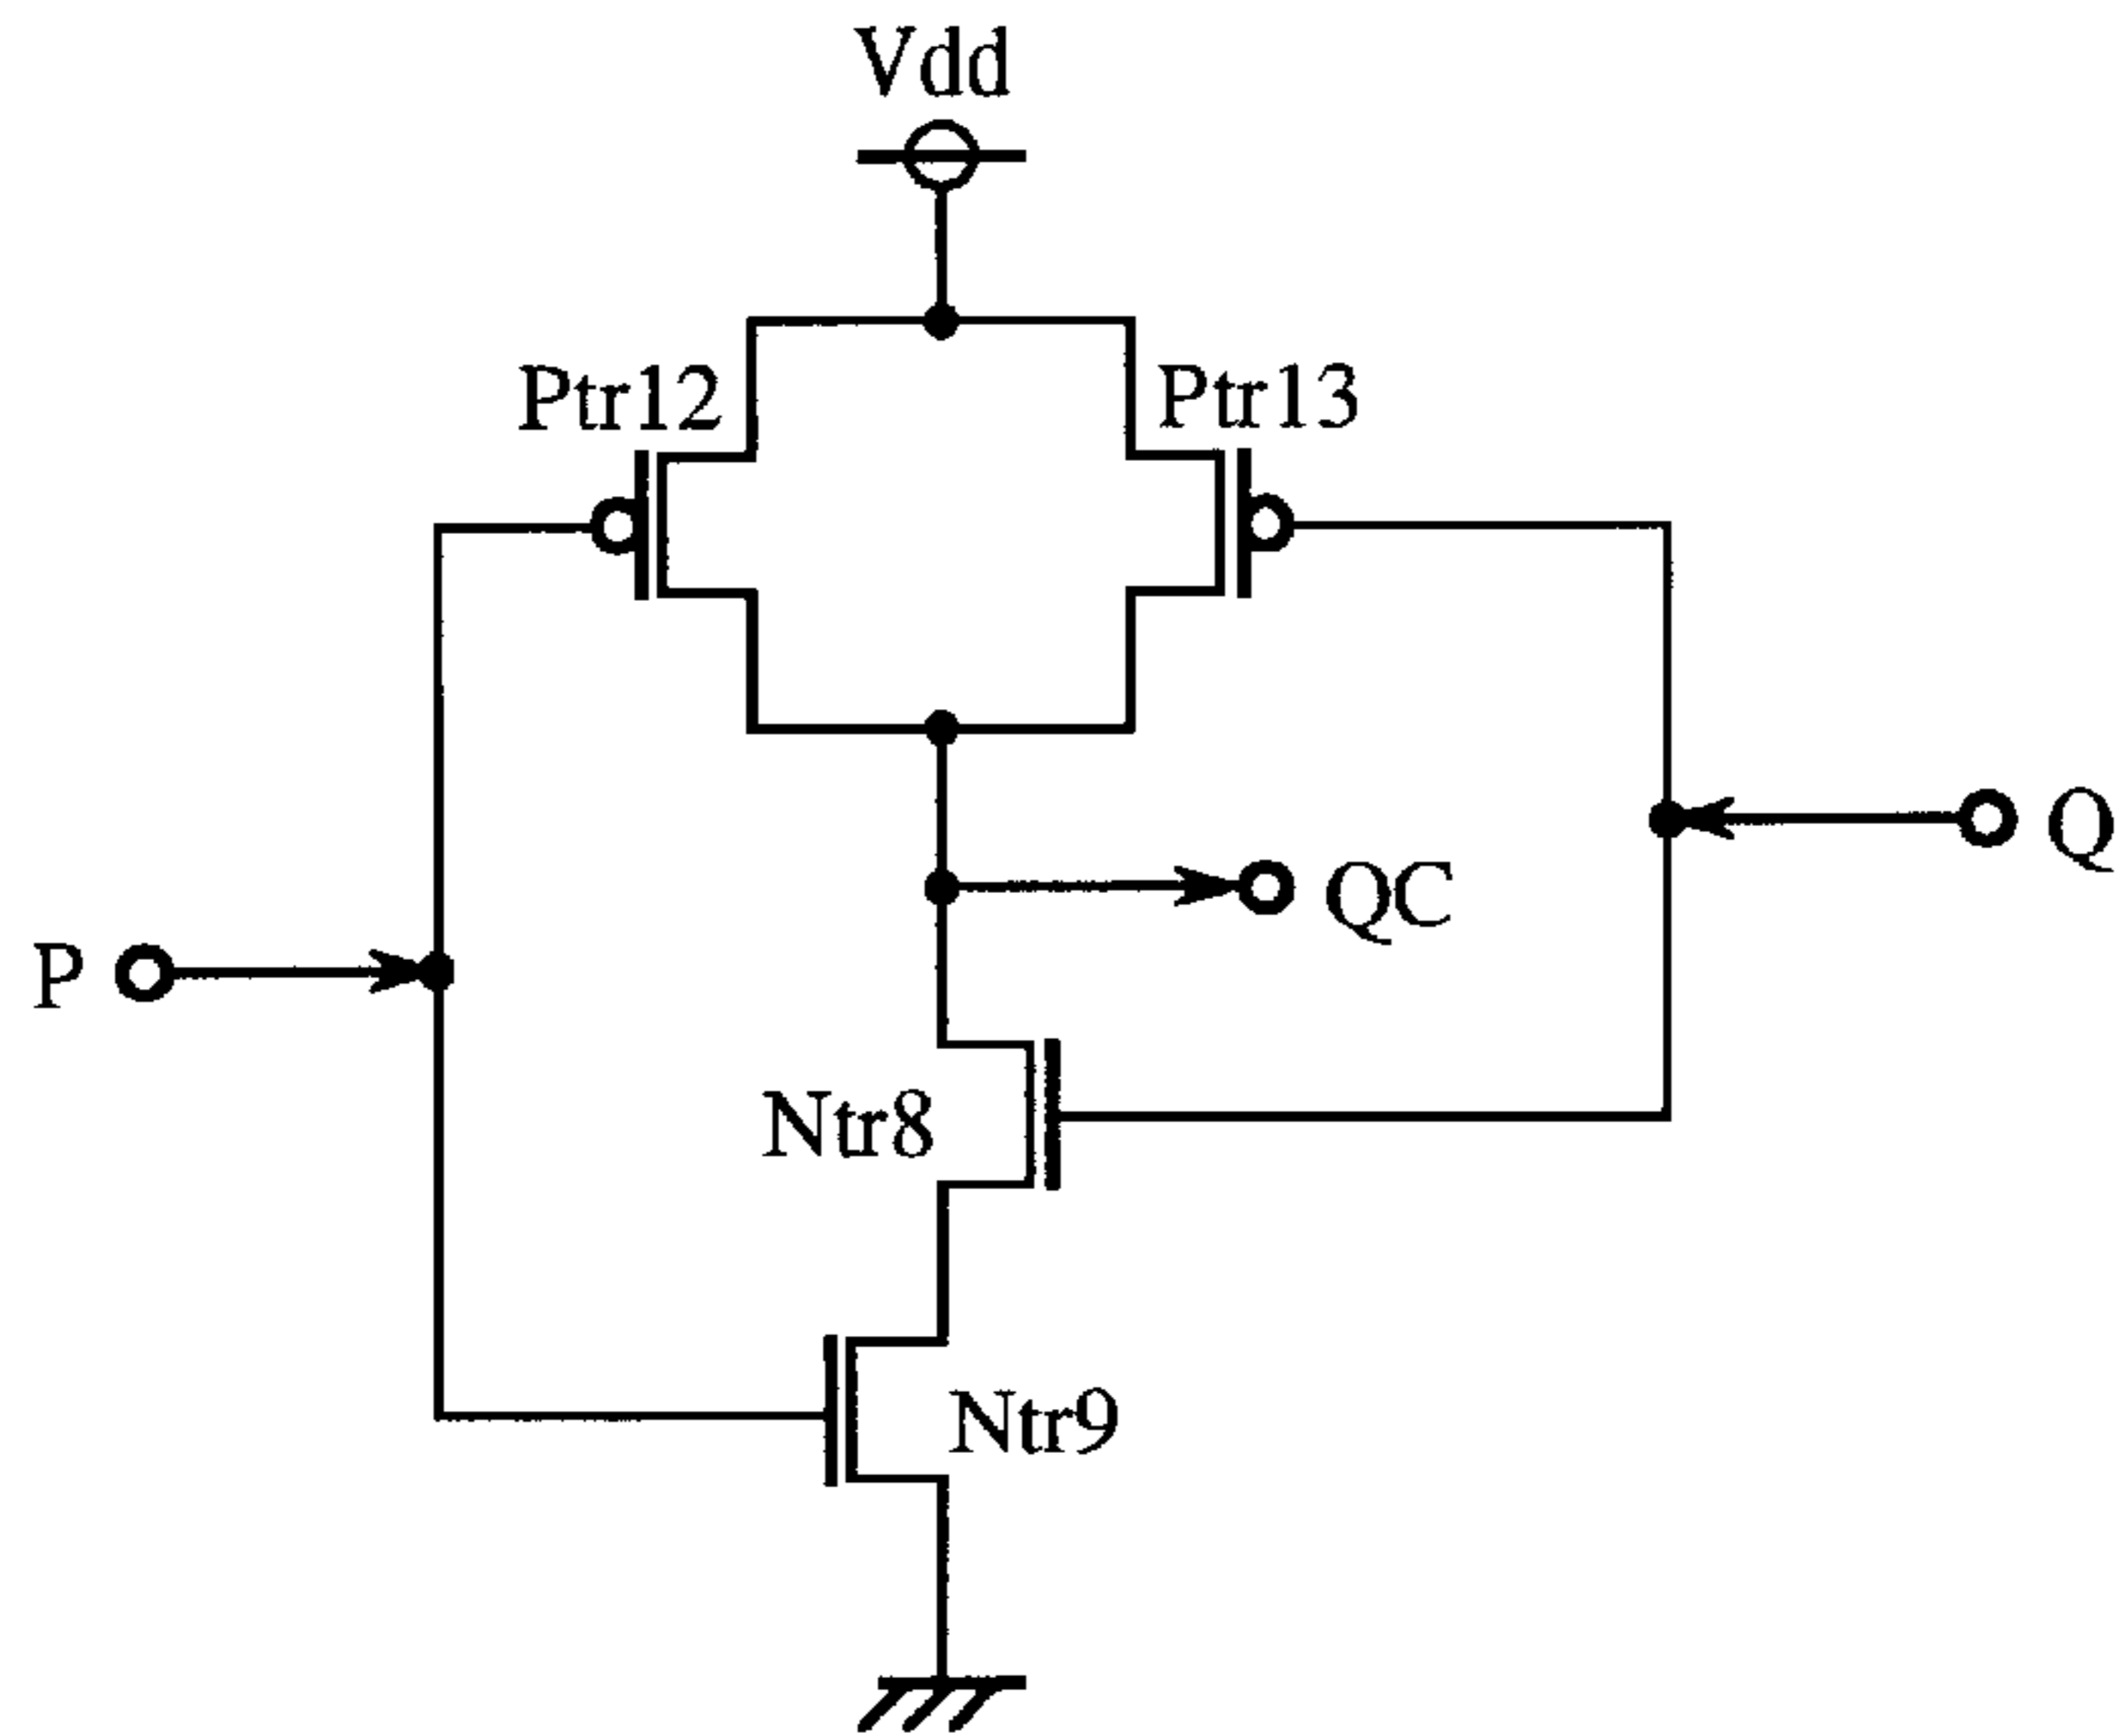 Vdd
Ptr12
Ptr13
Q
QC
P
Ntr8
Ntr9